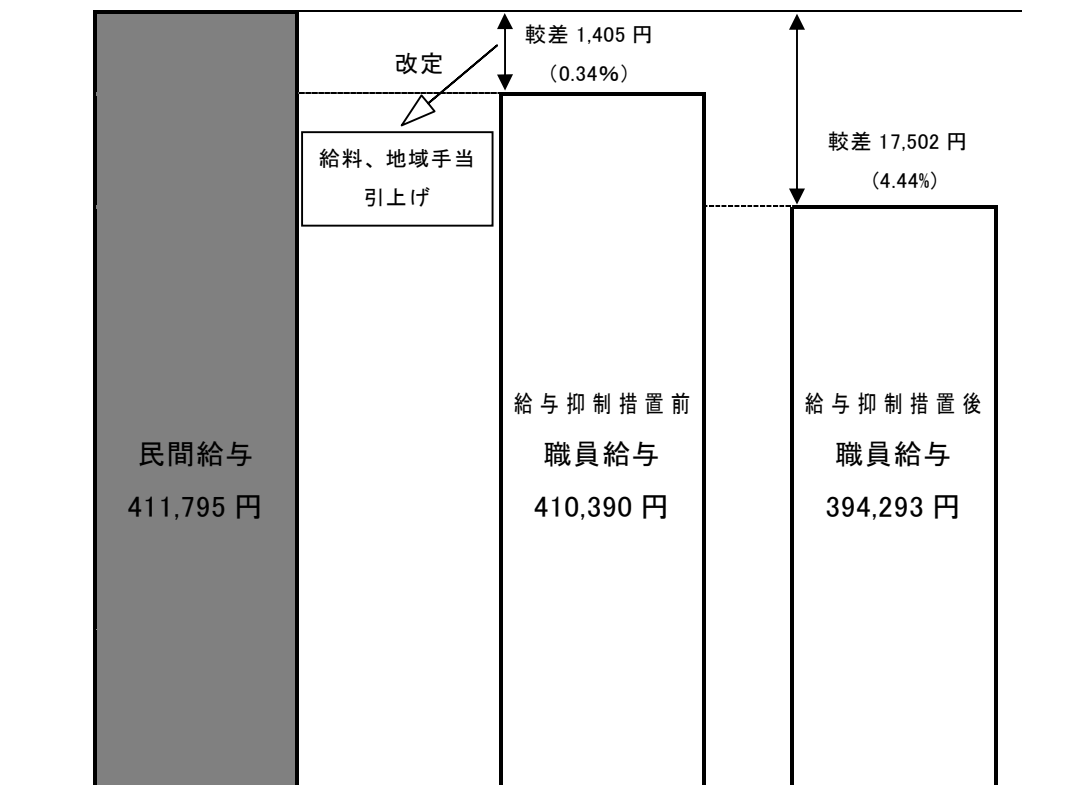 較差 1,405 円
（0.34%）
改定
給料、地域手当
引上げ
較差 17,502 円
（4.44%）
民間給与
411,795 円
給与抑制措置前
職員給与
410,390 円
給与抑制措置後
職員給与
394,293 円